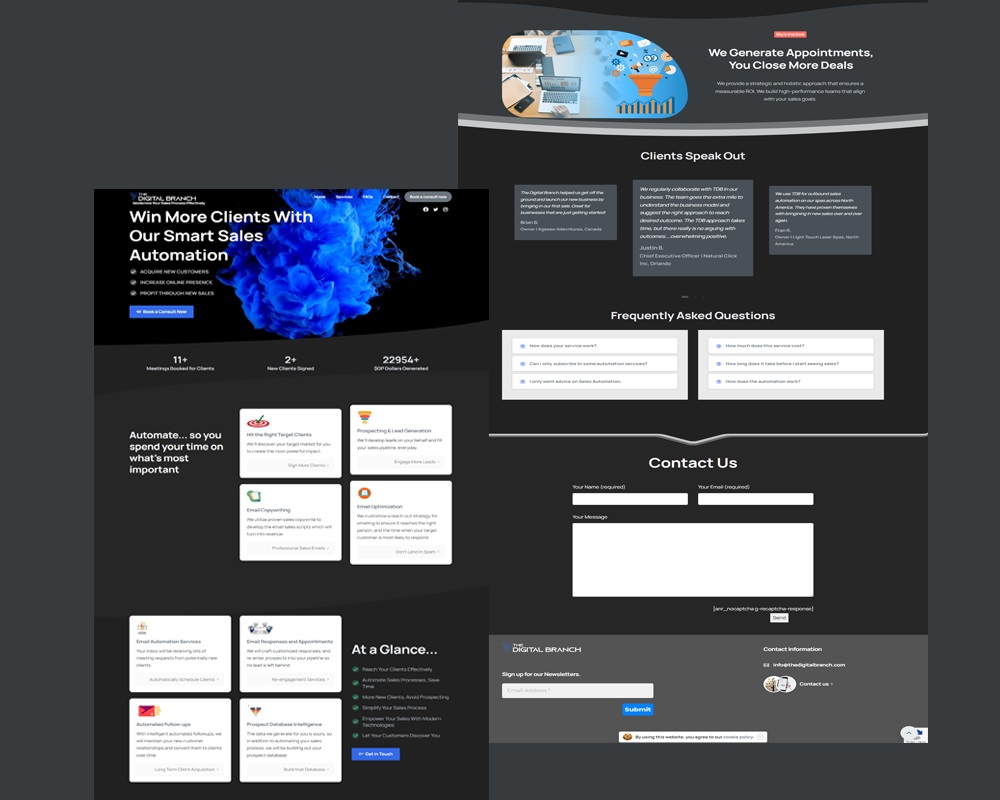 THE
DIGITAL BRANCH
Modernize Your Sales Process Effectively
Home Services FAQs Contact Book a consult now
Win More Clients With
Our Smart Sales
Automation
ACQUIRE NEW CUSTOMERS
INCREASE ONLINE PRESENCE
PROFIT THROUGH NEW SALES
Book a Consult Now
11+
Meetings Booked for Clients
2+
New Clients Signed
22954+
$GP Dollars Generated
Automate... so you
spend your time on
what's most
important
Hit the Right Target Clients
We'll discover your target market for you
to create the most powerful impact.
Sign More Clients
Prospecting & Lead Generation
We'll develop leads on your behalf and fill
your sales pipeline, everyday.
Engage More Leads
Email Copywriting
We utilize proven sales copywrite to
develop the email sales scripts which will
turn into revenue
Professional Sales Emails
Email Optimization
We customize a reach out strategy for
emailing to ensure it reaches the right
person, and the time when your target
customer is most likely to respond
Don't Land in Spam
Email Automation Services
Your inbox will be receiving lots of
meeting requests from potentially new
clients
Automatically Schedule Clients
Email Responses and Appointments
We will craft customized responses, and
re-enter prospects into your pipeline so
no lead is left behind
Re-engagement Services
Automated Follow-ups
With intelligent automated followups, we
will maintain your new customer
relationships and convert them to clients
over time.
Long Term Client Acquisition
Prospect Database Intelligence
The data we generate for you is yours, so
in addition to automating your sales
process, we will be building out your
prospect database
Build that Database
At a Glance...
Reach Your Clients Effectively
Automate Sales Processes, Save
Time
More New Clients, Avoid Prospecting
Simplify Your Sales Process
Empower Your Sales With Modern
Technologies
Let Your Customers Discover You
Get in Touch
Sky's the limit
We Generate Appointments,
You Close More Deals
We provide a strategic and holistic approach that ensures a
measurable ROI. We build high-performance teams that align
with your sales goals.
Clients Speak Out
The Digital Branch helped us get off the
ground and launch our new business by
bringing in our first sale. Great for
businesses that are just getting started!
Brian B.
Owner I Agassie Adventures, Canada
We regularly collaborate with TDB in our
business. The team goes the extra mile to
understand the business model and
suggest the right approach to reach
desired outcome. The TDB approach takes
time, but there really is no arguing with
outcomes....overwhelming positive.
Justin B.
Chief Executive Officer I Natural Click
Inc, Orlando
We use TDB for outbound sales
automation on our spas across North
America. They have proven themselves
with bringing in new sales over and over
again.
Fran R.
Owner I Light Touch Laser Spas, North
America
Frequently Asked Questions
How does your service work?
Can I only subscribe to some automation services?
I only want advice on Sales Automation.
How much does this service cost?
How long does it take before I start seeing sales?
How does the automation work?
Contact Us
Your Name (required)
Your Email (required)
Your Message
[anr_nocaptcha g-recaptcha-response]
Send
THE
DIGITAL BRANCH
Sign up for our Newsletters.
Email Address *
Submit
Contact Information
info@thedigitalbranch.com
Contact us
By using this website, you agree to our cookie policy.